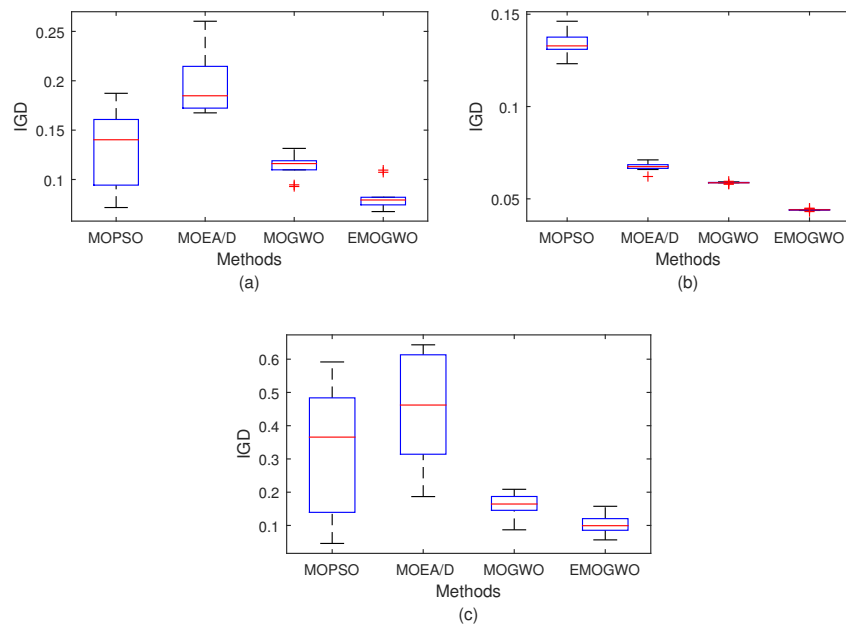 0.25
0.2
0.15
0.1
IGD
MOPSO MOEA/D MOGWO EMOGWO
Methods
(a)
0.15
0.1
0.05
IGD
MOPSO MOEA/D MOGWO EMOGWO
Methods
(b)
0.6
0.5
0.4
0.3
0.2
0.1
IGD
MOPSO MOEA/D MOGWO EMOGWO
Methods
(c)